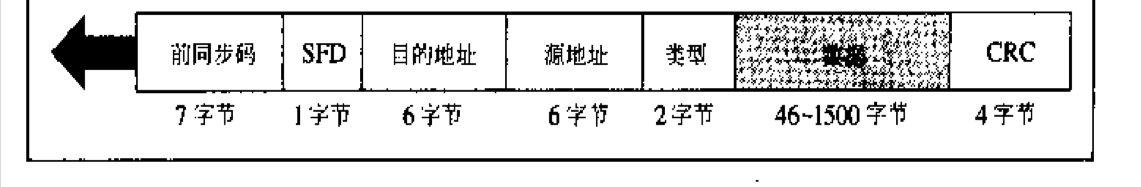 前同步码 SFD 目的地址 源地址 类型 数据 CRC
7字节 1字节 6字节 6字节 2字节 46~1500字节 4字节